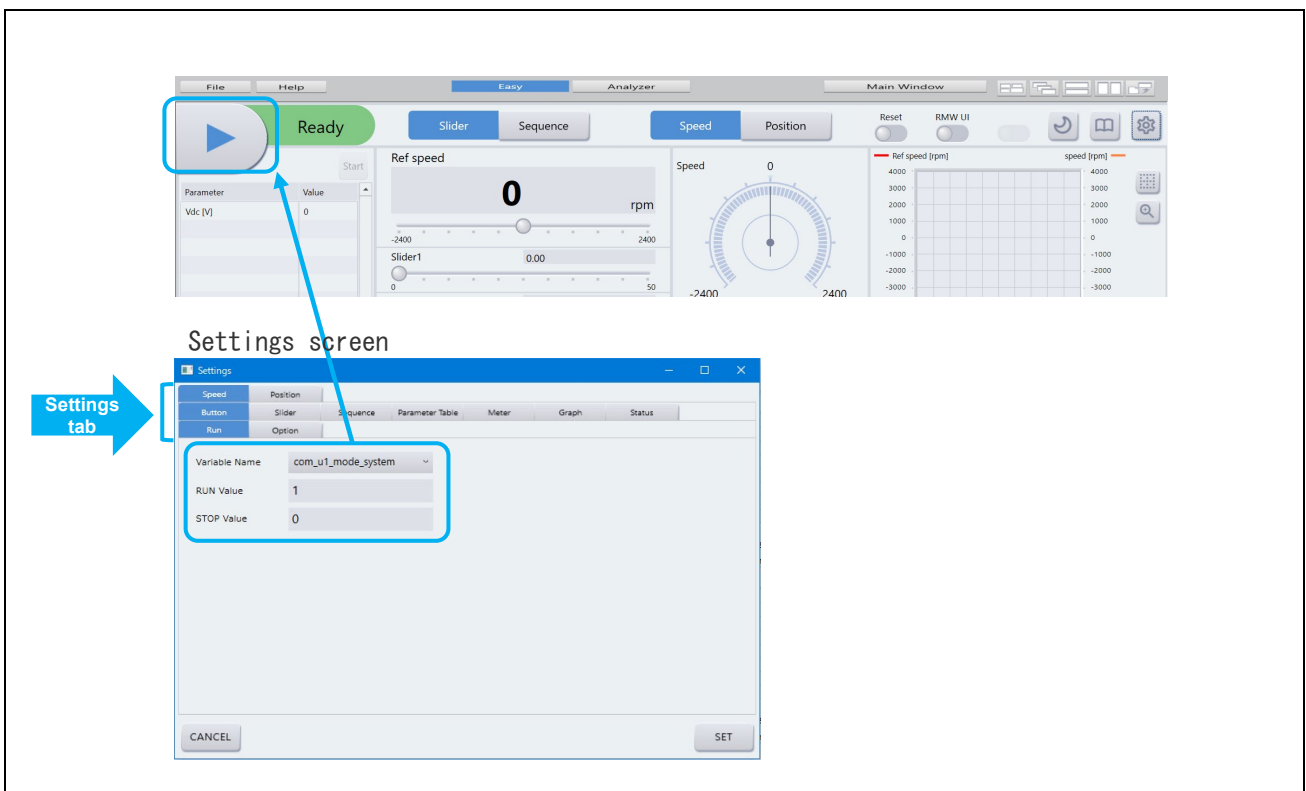 File Help Easy Analyzer Main Window
Ready Slider Sequence Speed Position Reset RMW UI
Start
Parameter Value
Vdc [V] 0
Ref speed
0 rpm
-2400 2400
Slider1 0.00
0 50
Speed 0
-2400 2400
Ref speed [rpm] speed [rpm]
4000 4000
3000 3000
2000 2000
1000 1000
0 0
-1000 -1000
-2000 -2000
-3000 -3000
Settings screen
Settings
Settings
tab
Speed Position
Button Slider Sequence Parameter Table Meter Graph Status
Run Option
Variable Name com_u1_mode_system
RUN Value 1
STOP Value 0
CANCEL SET